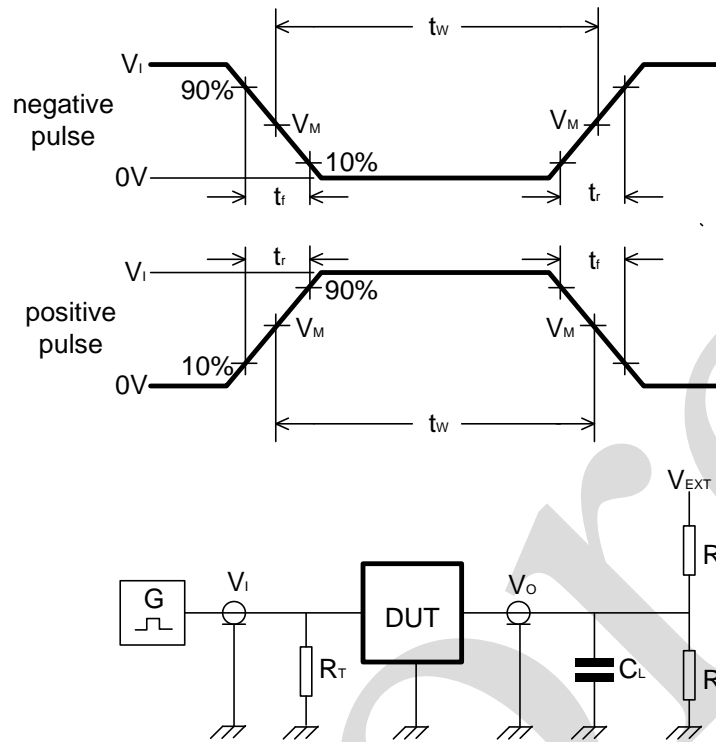 tW
VI
90%
negative
pulse
VM
VM
10%
0V
tf
tr
tr
tf
VI
90%
positive
pulse
VM
VM
10%
0V
tW
VEXT
R
G
VI
DUT
VO
RT
CL
R